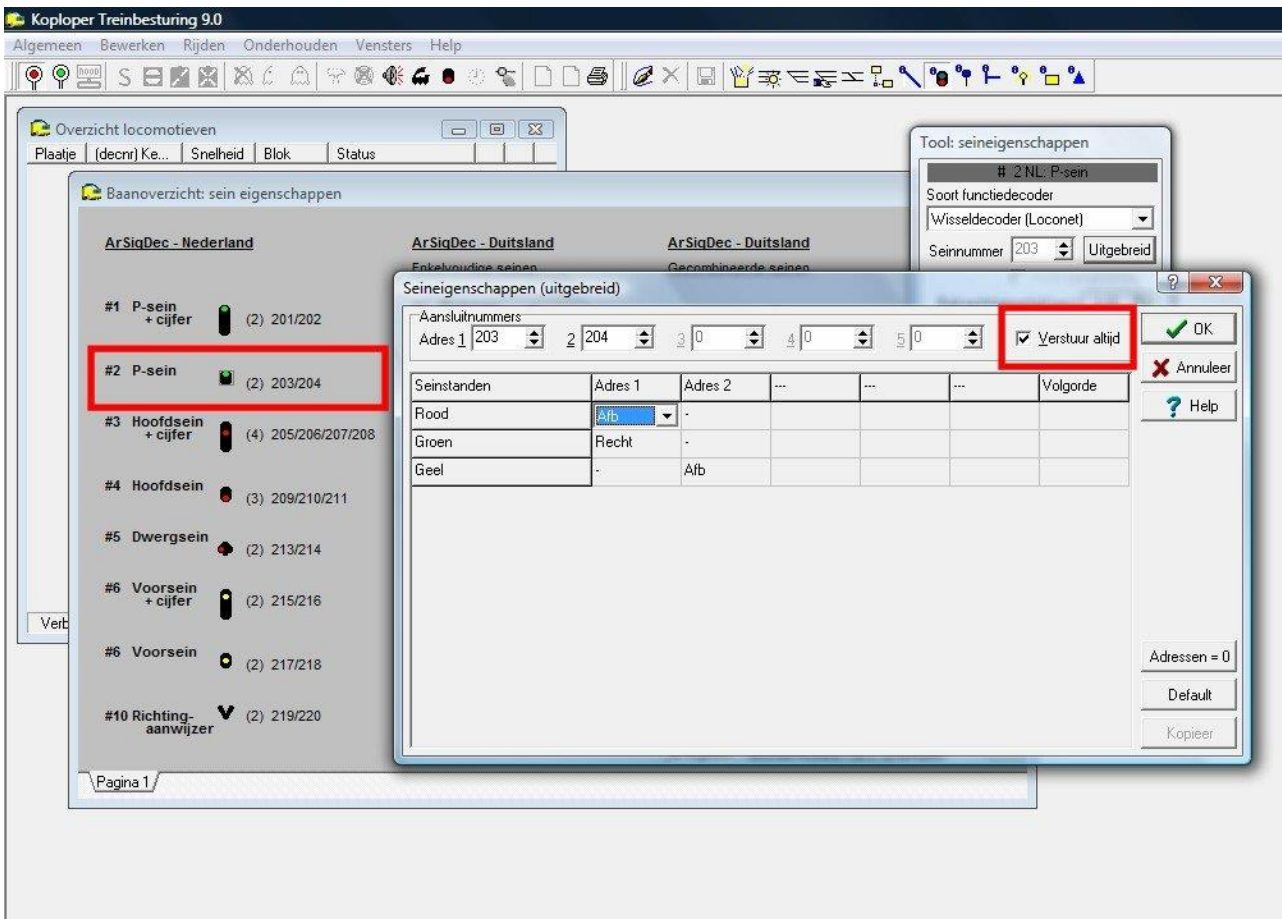 Koploper Treinbesturing 9.0
Algemeen Bewerken Rijden Onderhouden Vensters Help
Overzicht locomotieven
Plaatje (decnr) Ke... Snelheid Blok Status
Tool: seineigenschappen
# 2 NL: P-sein
Soort functiedecoder
Wisseldecoder (Loconet)
Seinnummer 203 Uitgebreid
Baanoverzicht: sein eigenschappen
ArSigDec - Nederland ArSigDec - Duitsland ArSigDec - Duitsland
Enkelvoudige seinen Gecombineerde seinen
#1 P-sein
+ cijfer (2) 201/202
#2 P-sein (2) 203/204
#3 Hoofdsein
+ cijfer (4) 205/206/207/208
#4 Hoofdsein (3) 209/210/211
#5 Dwergsein (2) 213/214
#6 Voorsein
+ cijfer (2) 215/216
#6 Voorsein (2) 217/218
#10 Richting-
aanwijzer (2) 219/220
Pagina 1
Verb
Seineigenschappen (uitgebreid)
Aansluitnummers
Adres 1 203 2 204 3 0 4 0 5 0 Verstuur altijd
Seinstanden Adres 1 Adres 2 --- --- --- Volgorde
Rood Afb -
Groen Recht -
Geel - Afb
OK
Annuleer
? Help
Adressen = 0
Default
Kopieer